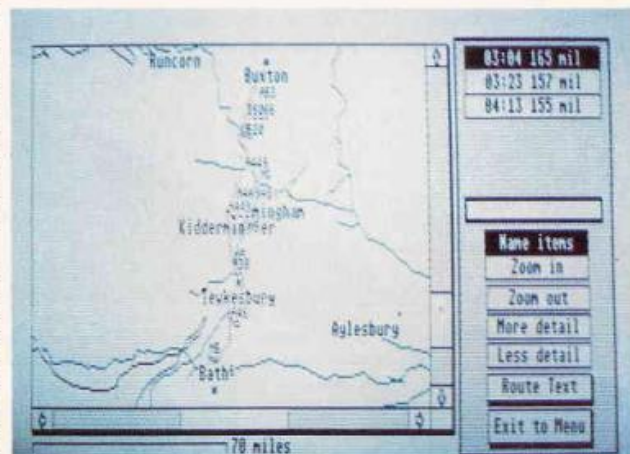 Runcorn
Buxton
Kidderminster
Tewkesbury
Aylesbury
Bath
70 miles
03:04 165 mil
03:23 157 mil
04:13 155 mil
Name items
Zoom in
Zoom out
More detail
Less detail
Route Text
Exit to Menu